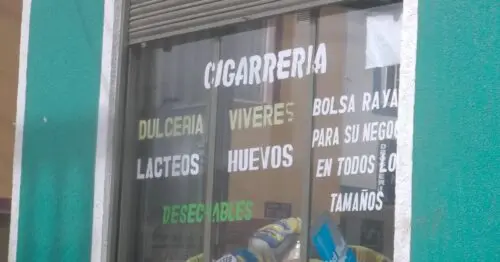 CIGARRERIA
DULCERIA
VIVERES
LACTEOS
HUEVOS
DESECHABLES
BOLSA RAYA
PARA SU NEGO
EN TODOS LO
TAMAÑOS